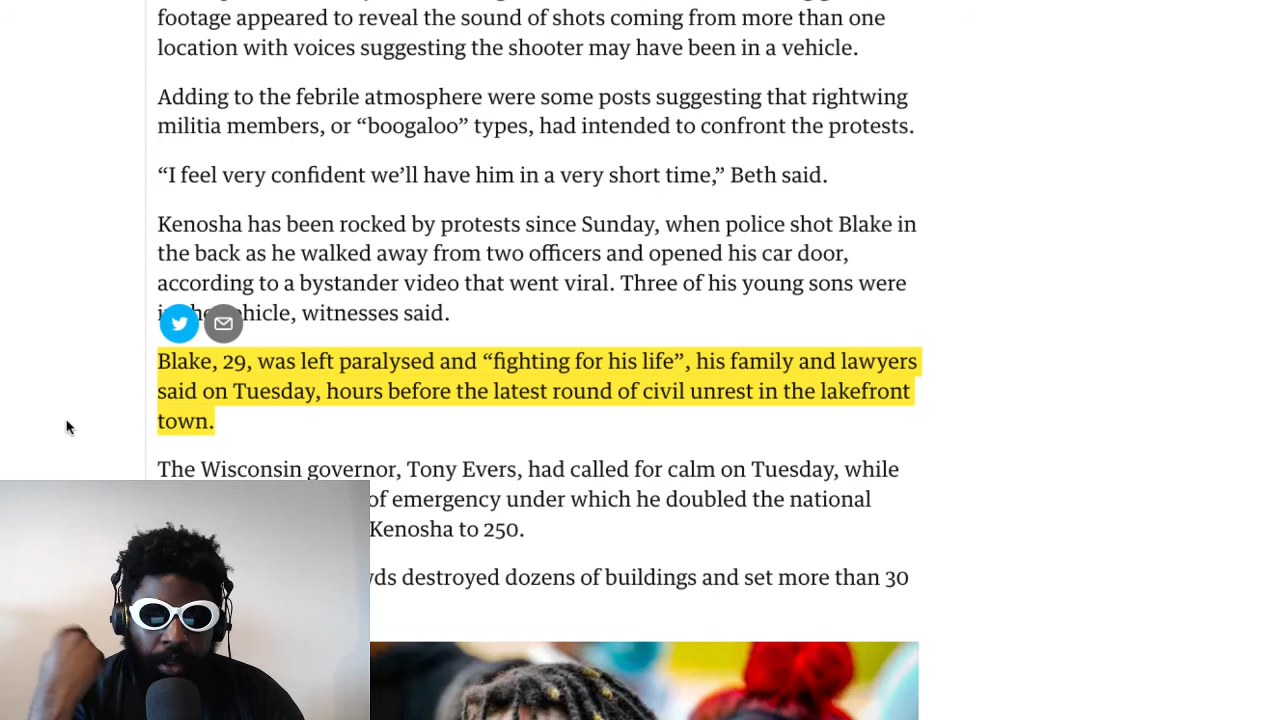 footage appeared to reveal the sound of shots coming from more than one
location with voices suggesting the shooter may have been in a vehicle.
Adding to the febrile atmosphere were some posts suggesting that rightwing
militia members, or “boogaloo” types, had intended to confront the protests.
“I feel very confident we’ll have him in a very short time,” Beth said.
Kenosha has been rocked by protests since Sunday, when police shot Blake in
the back as he walked away from two officers and opened his car door,
according to a bystander video that went viral. Three of his young sons were
vehicle, witnesses said.
Blake, 29, was left paralysed and “fighting for his life”, his family and lawyers
said on Tuesday, hours before the latest round of civil unrest in the lakefront
town.
The Wisconsin governor, Tony Evers, had called for calm on Tuesday, while
of emergency under which he doubled the national
Kenosha to 250.
destroyed dozens of buildings and set more than 30